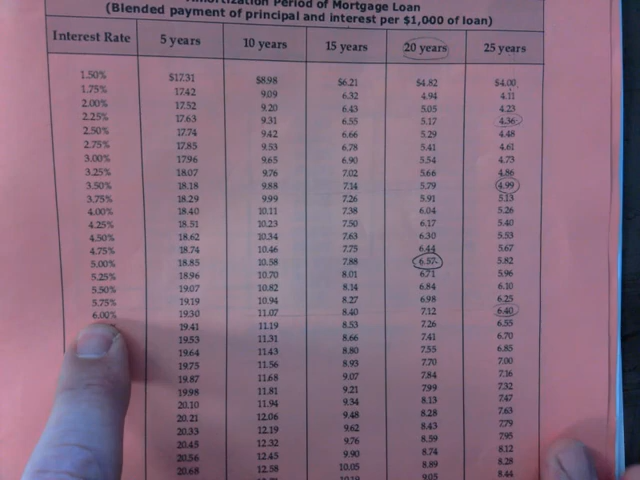 Amortization Period of Mortgage Loan
(Blended payment of principal and interest per $1,000 of loan)
Interest Rate 5 years 10 years 15 years 20 years 25 years
1.50% $17.31 $8.98 $6.21 $4.82 $4.00
1.75% 17.42 9.09 6.32 4.94 4.11
2.00% 17.52 9.20 6.43 5.05 4.23
2.25% 17.63 9.31 6.55 5.17 4.36
2.50% 17.74 9.42 6.66 5.29 4.48
2.75% 17.85 9.53 6.78 5.41 4.61
3.00% 17.96 9.65 6.90 5.54 4.73
3.25% 18.07 9.76 7.02 5.66 4.86
3.50% 18.18 9.88 7.14 5.79 4.99
3.75% 18.29 9.99 7.26 5.91 5.13
4.00% 18.40 10.11 7.38 6.04 5.26
4.25% 18.51 10.23 7.50 6.17 5.40
4.50% 18.62 10.34 7.63 6.30 5.53
4.75% 18.74 10.46 7.75 6.44 5.67
5.00% 18.85 10.58 7.88 6.57 5.82
5.25% 18.96 10.70 8.01 6.71 5.96
5.50% 19.07 10.82 8.14 6.84 6.10
5.75% 19.19 10.94 8.27 6.98 6.25
6.00% 19.30 11.07 8.40 7.12 6.40
19.41 11.19 8.53 7.26 6.55
19.53 11.31 8.66 7.41 6.70
19.64 11.43 8.80 7.55 6.85
19.75 11.56 8.93 7.70 7.00
19.87 11.68 9.07 7.84 7.16
19.98 11.81 9.21 7.99 7.32
20.10 11.94 9.34 8.13 7.47
20.21 12.06 9.48 8.28 7.63
20.33 12.19 9.62 8.43 7.79
20.45 12.32 9.76 8.59 7.95
20.56 12.45 9.90 8.74 8.12
20.68 12.58 10.05 8.89 8.28
10.19 9.05 8.44